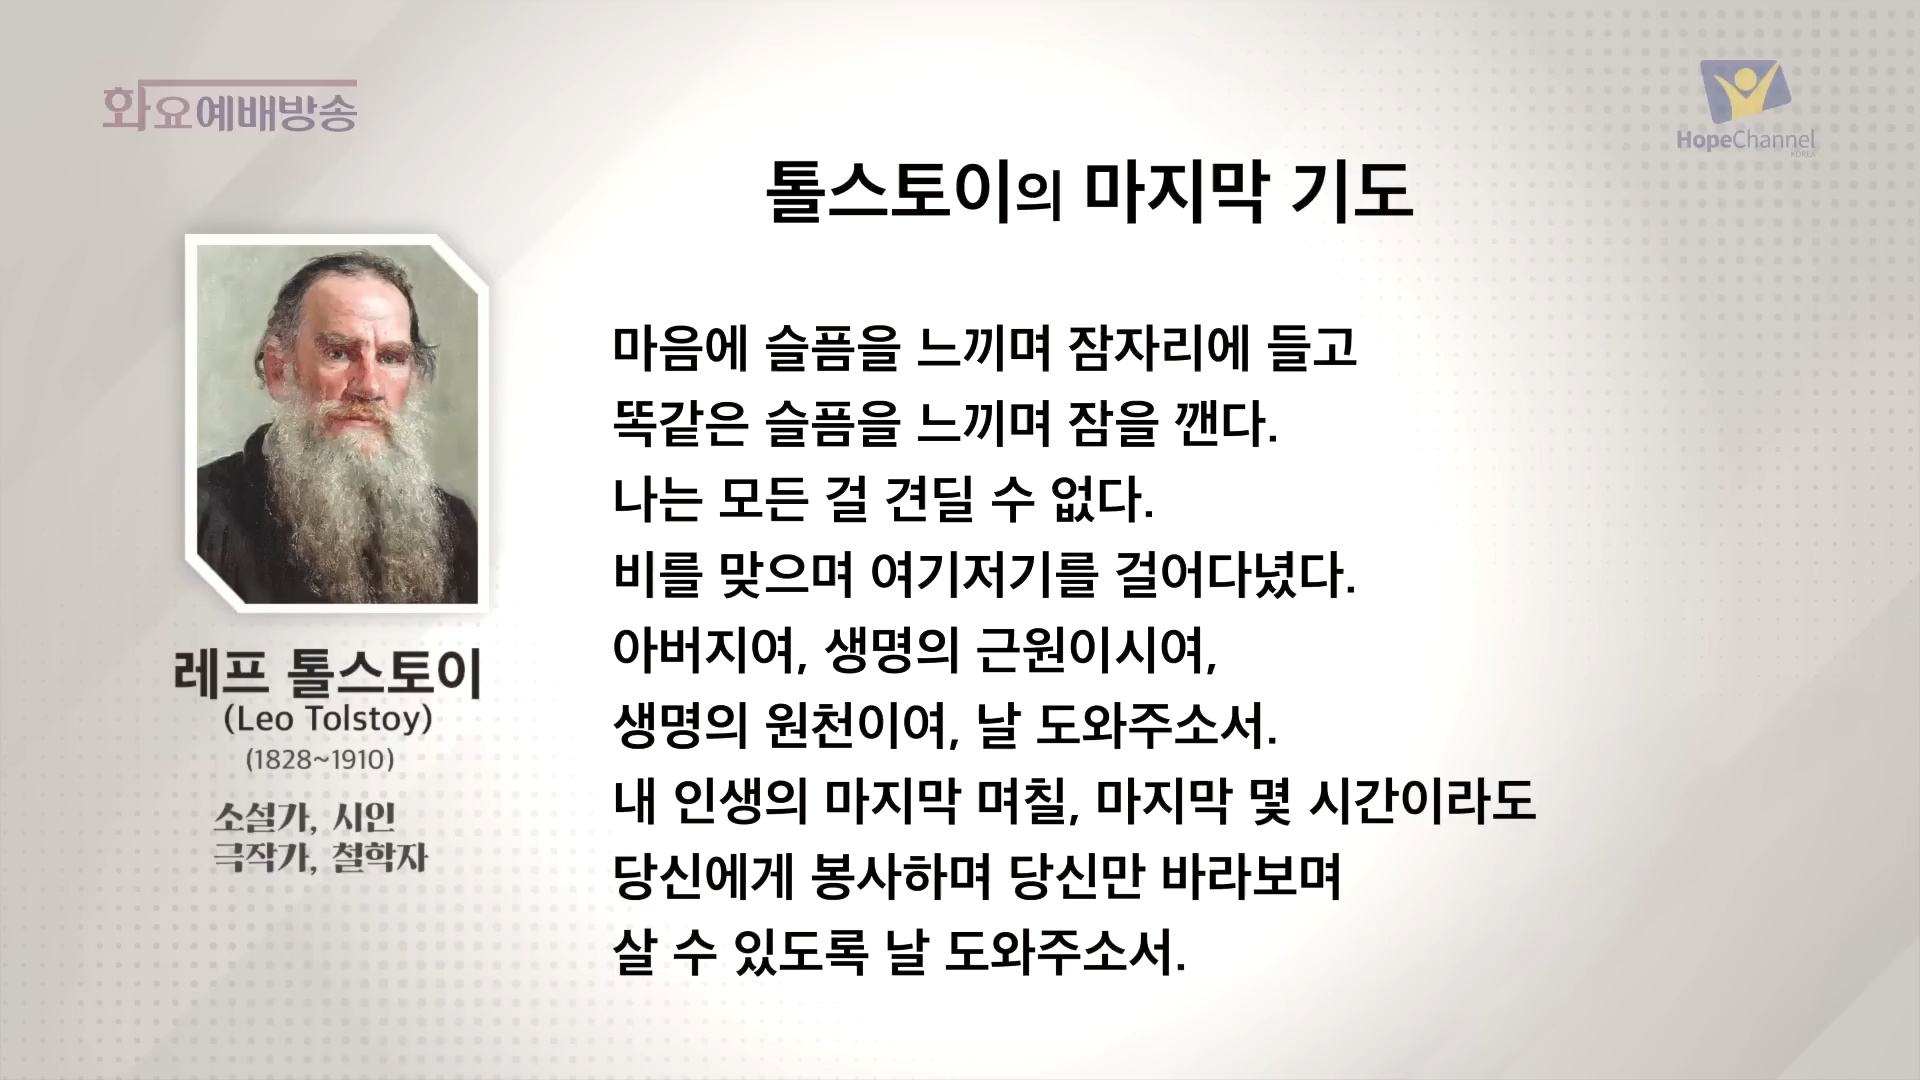 화요예배방송
HopeChannel
KOREA
톨스토이의 마지막 기도
마음에 슬픔을 느끼며 잠자리에 들고
똑같은 슬픔을 느끼며 잠을 깬다.
나는 모든 걸 견딜 수 없다.
비를 맞으며 여기저기를 걸어다녔다.
아버지여, 생명의 근원이시여,
생명의 원천이여, 날 도와주소서.
내 인생의 마지막 며칠, 마지막 몇 시간이라도
당신에게 봉사하며 당신만 바라보며
살 수 있도록 날 도와주소서.
레프 톨스토이
(Leo Tolstoy)
(1828~1910)
소설가, 시인
극작가, 철학자